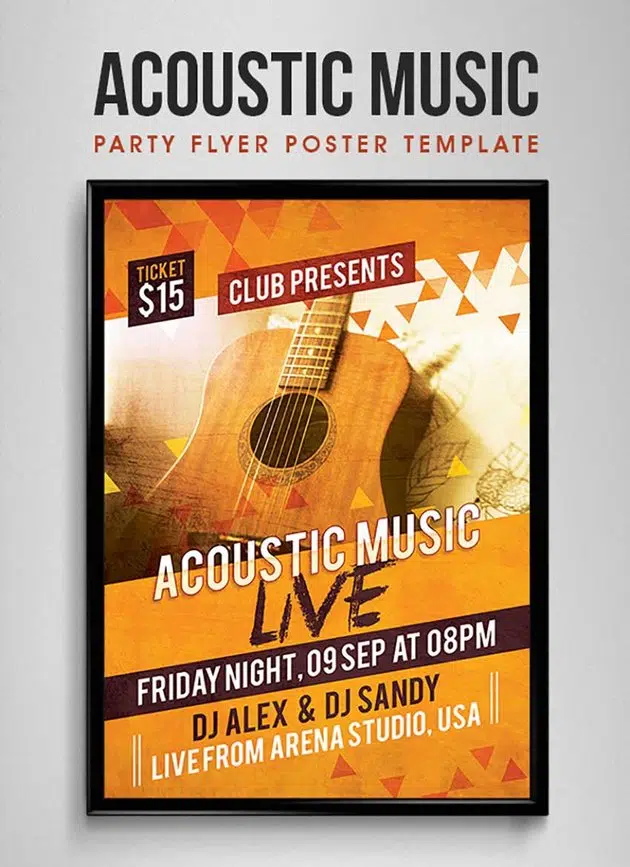 ACOUSTIC MUSIC
PARTY FLYER POSTER TEMPLATE
TICKET
$15
CLUB PRESENTS
ACOUSTIC MUSIC
LIVE
FRIDAY NIGHT, 09 SEP AT 08PM
DJ ALEX & DJ SANDY
LIVE FROM ARENA STUDIO, USA